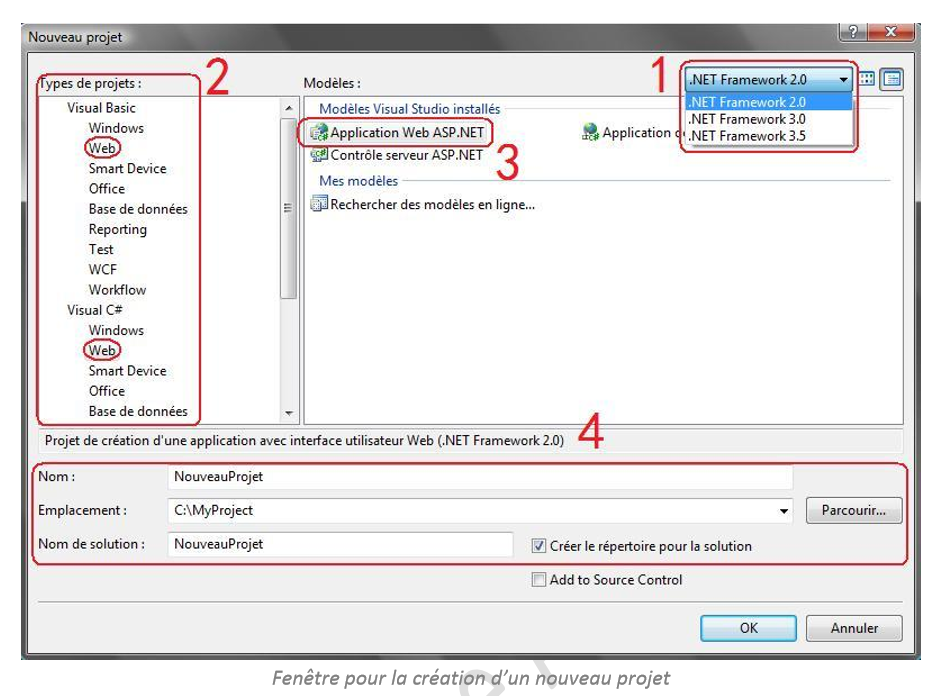 Nouveau projet
Types de projets :
2
Modèles :
1
.NET Framework 2.0
.NET Framework 2.0
.NET Framework 3.0
.NET Framework 3.5
Visual Basic
Windows
Web
Smart Device
Office
Base de données
Reporting
Test
WCF
Workflow
Visual C#
Windows
Web
Smart Device
Office
Base de données
Modèles Visual Studio installés
Application Web ASP.NET
Application
3
Contrôle serveur ASP.NET
Mes modèles
Rechercher des modèles en ligne...
Projet de création d'une application avec interface utilisateur Web (.NET Framework 2.0)
4
Nom :
NouveauProjet
Emplacement :
C:\MyProject
Parcourir...
Nom de solution :
NouveauProjet
Créer le répertoire pour la solution
Add to Source Control
OK
Annuler
Fenêtre pour la création d'un nouveau projet